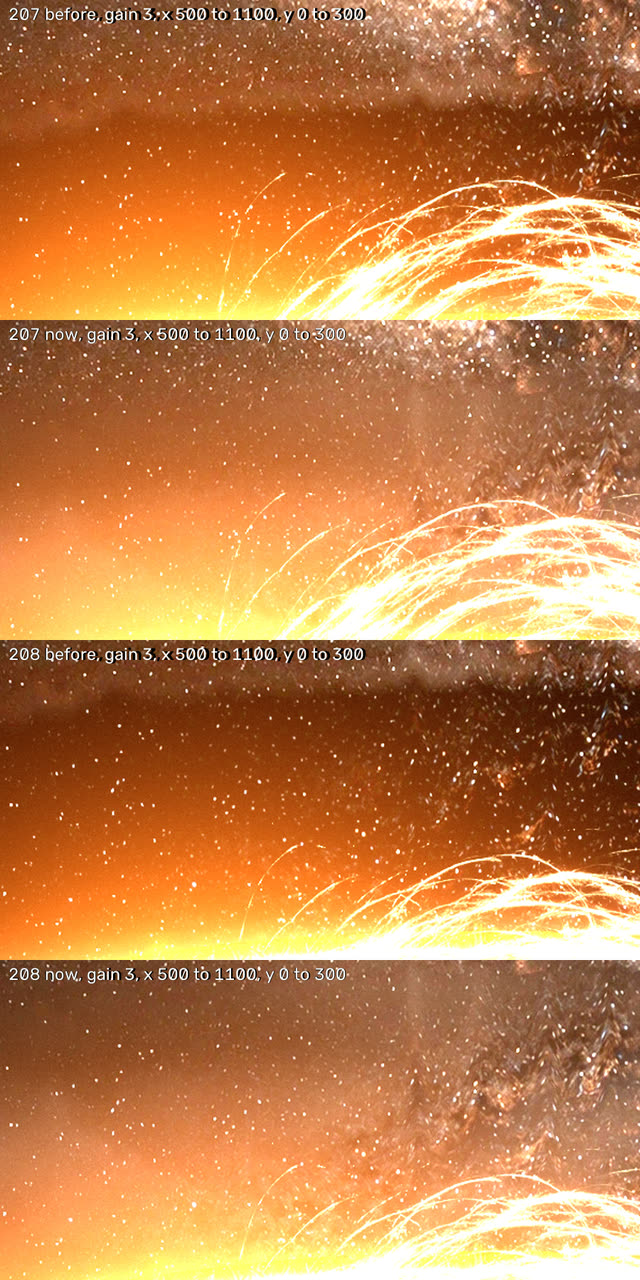 207 before, gain 3, x 500 to 1100, y 0 to 300
207 now, gain 3, x 500 to 1100, y 0 to 300
208 before, gain 3, x 500 to 1100, y 0 to 300
208 now, gain 3, x 500 to 1100, y 0 to 300